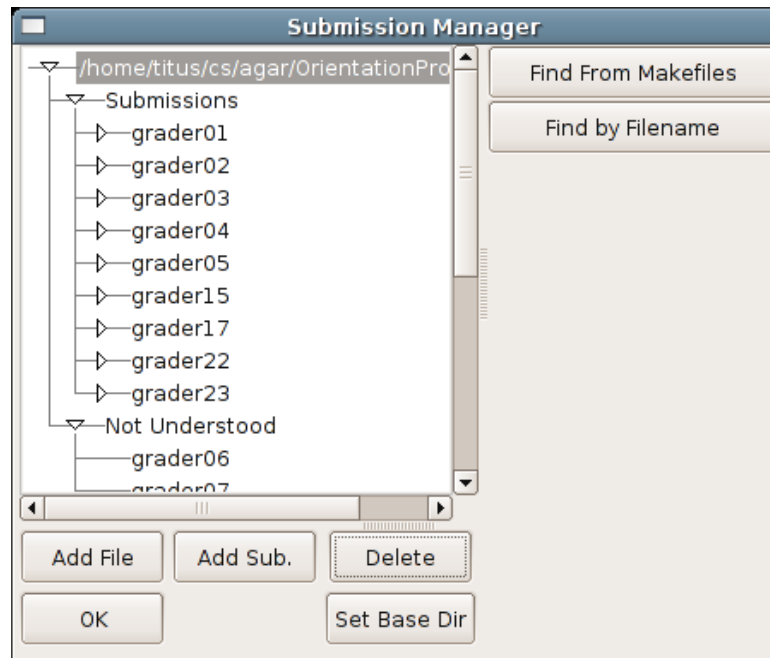 Submission Manager
/home/titus/cs/agar/OrientationPro
Submissions
grader01
grader02
grader03
grader04
grader05
grader15
grader17
grader22
grader23
Not Understood
grader06
grader07
Find From Makefiles
Find by Filename
Add File
Add Sub.
Delete
OK
Set Base Dir